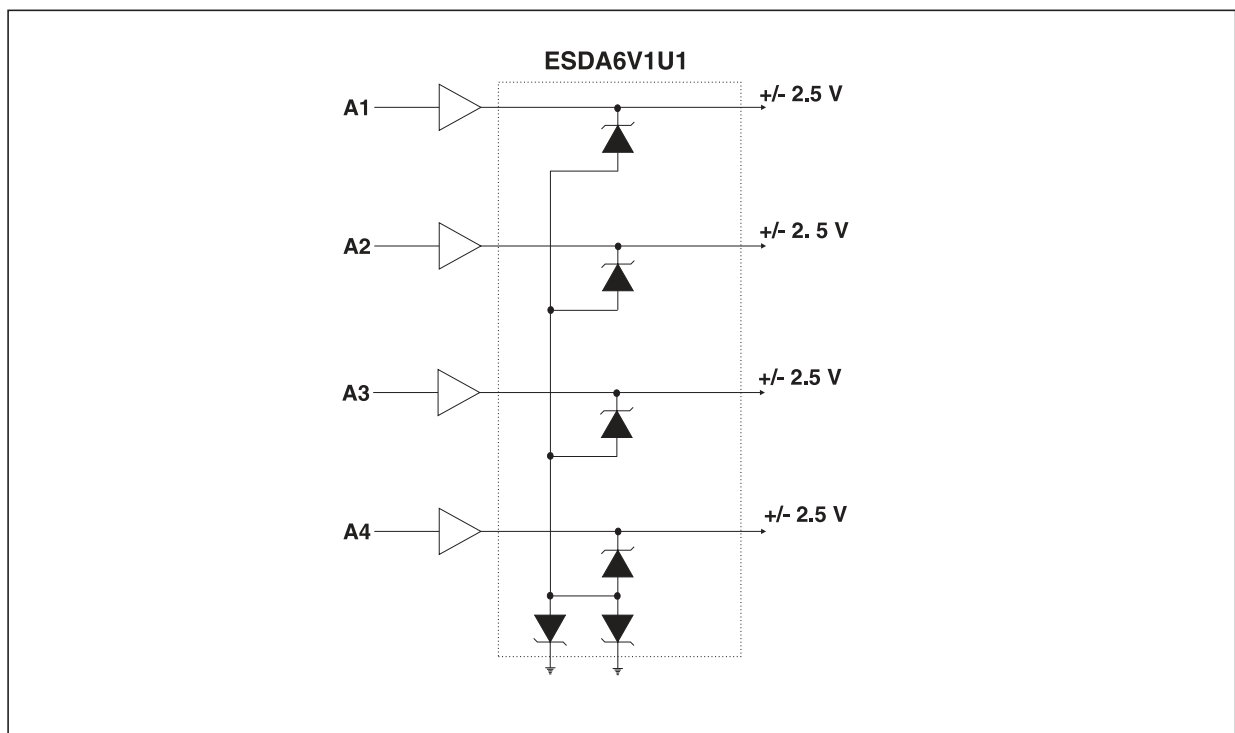 ESDA6V1U1
A1
+/- 2.5 V
A2
+/- 2. 5 V
A3
+/- 2.5 V
A4
+/- 2.5 V